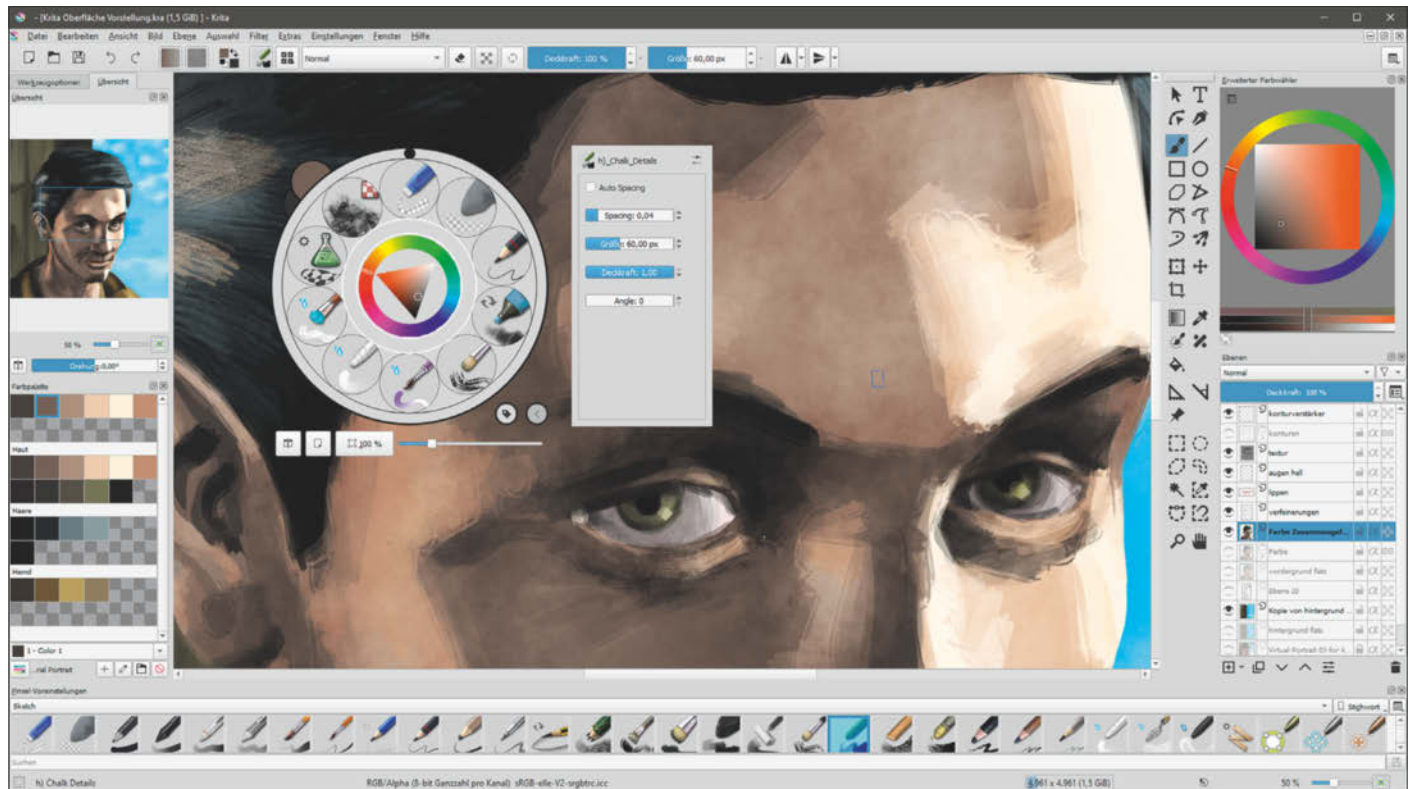 - [Krita Oberfläche Vorstellung.kra (1,5 GiB) ] - Krita
Datei Bearbeiten Ansicht Bild Ebene Auswahl Filter Extras Einstellungen Fenster Hilfe
Normal
Deckkraft: 100 %
Größe: 60,00 px
Werkzeugoptionen
Übersicht
Übersicht
50 %
Drehung: 0,00°
Farbpalette
Haut
Haare
Hemd
1 - Color 1
...nal Portrait
h)_Chalk_Details
Auto Spacing
Spacing: 0,04
Größe: 60,00 px
Deckkraft: 1,00
Angle: 0
100 %
Erweiterter Farbwähler
Ebenen
Normal
Deckkraft: 100 %
konturverstärker
konturen
textur
augen hell
lippen
verfeinerungen
Farbe Zusammengef...
Farbe
vordergrund flats
Ebene 22
Kopie von hintergrund ...
hintergrund flats
Pinsel-Voreinstellungen
Sketch
Stichwort
Suchen
h) Chalk Details
RGB/Alpha (8-bit Ganzzahl pro Kanal) sRGB-elle-V2-srgbtrc.icc
4.961 x 4.961 (1,5 GiB)
50 %